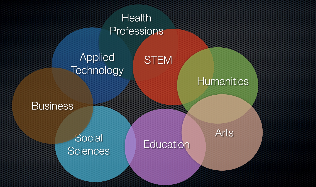 Health
Professions
Applied
Technology
STEM
Humanities
Business
Arts
Social
Sciences
Education